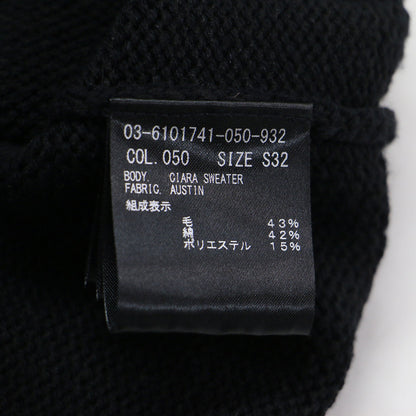 03-6101741-050-932
COL. 050 SIZE S32
BODY. CIARA SWEATER
FABRIC. AUSTIN
組成表示
毛 43%
綿 42%
ポリエステル 15%